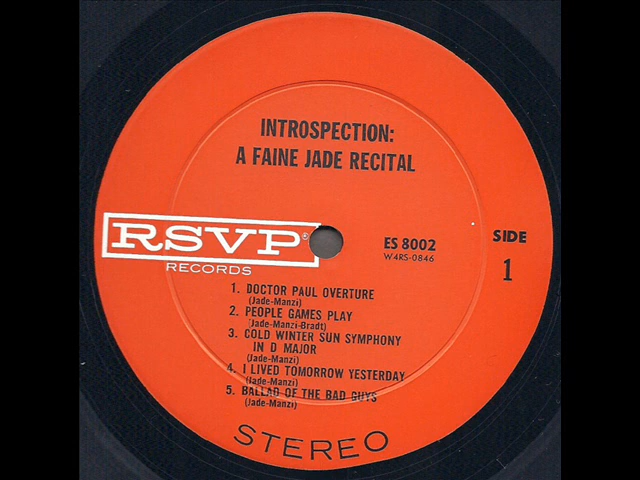 INTROSPECTION:
A FAINE JADE RECITAL
RSVP®
RECORDS
ES 8002
W4RS-0846
SIDE
1
1. DOCTOR PAUL OVERTURE
(Jade-Manzi)
2. PEOPLE GAMES PLAY
(Jade-Manzi-Bradt)
3. COLD WINTER SUN SYMPHONY
IN D MAJOR
(Jade-Manzi)
4. I LIVED TOMORROW YESTERDAY
(Jade-Manzi)
5. BALLAD OF THE BAD GUYS
(Jade-Manzi)
STEREO